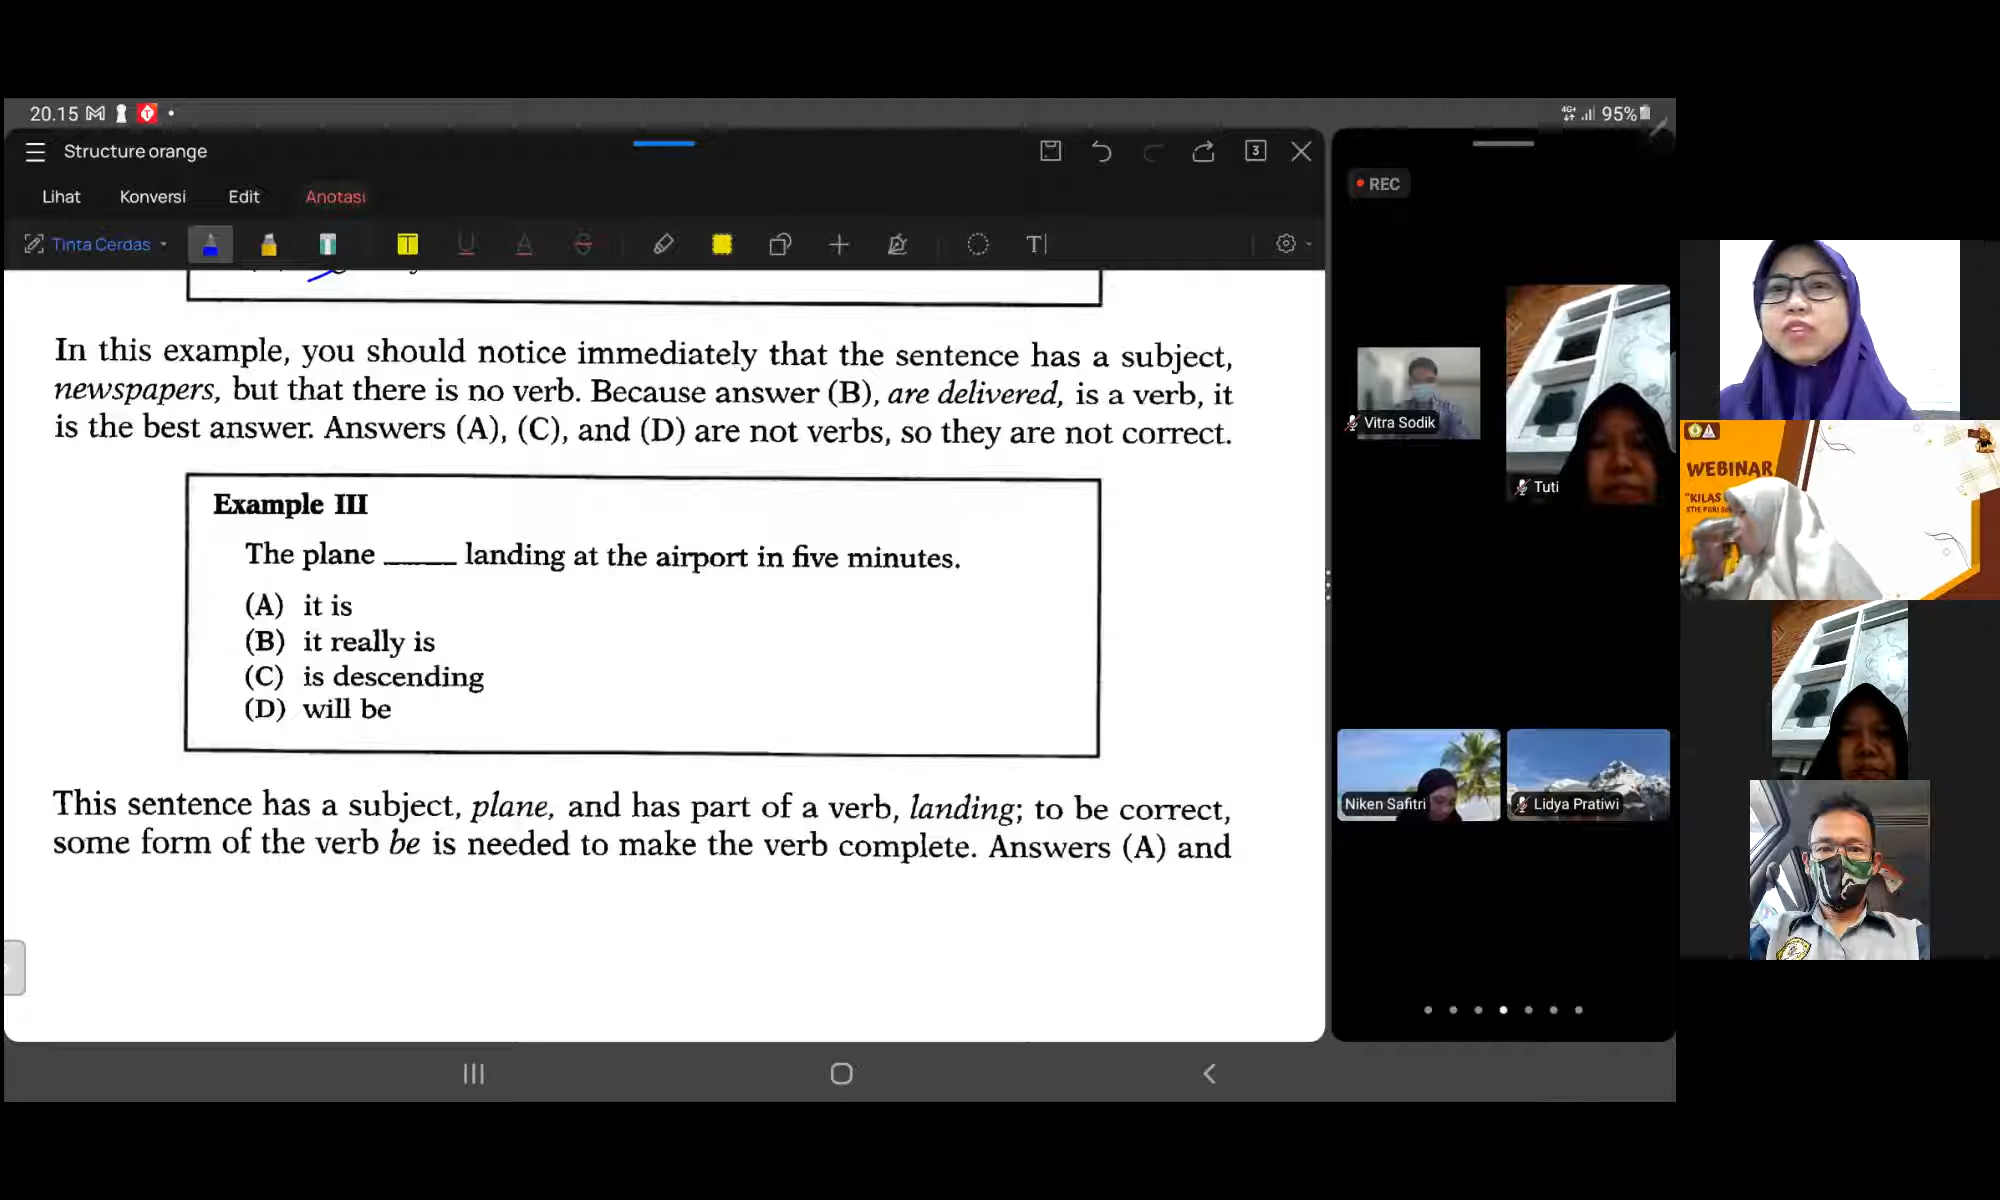 20.15
4G+
95%
Structure orange
3
Lihat
Konversi
Edit
Anotasi
Tinta Cerdas
T
U
A
S
T
In this example, you should notice immediately that the sentence has a subject,
newspapers, but that there is no verb. Because answer (B), are delivered, is a verb, it
is the best answer. Answers (A), (C), and (D) are not verbs, so they are not correct.
Example III
The plane _____ landing at the airport in five minutes.
(A) it is
(B) it really is
(C) is descending
(D) will be
This sentence has a subject, plane, and has part of a verb, landing; to be correct,
some form of the verb be is needed to make the verb complete. Answers (A) and
REC
Vitra Sodik
Tuti
Niken Safitri
Lidya Pratiwi
WEBINAR
"KILAS
STIE PGRI